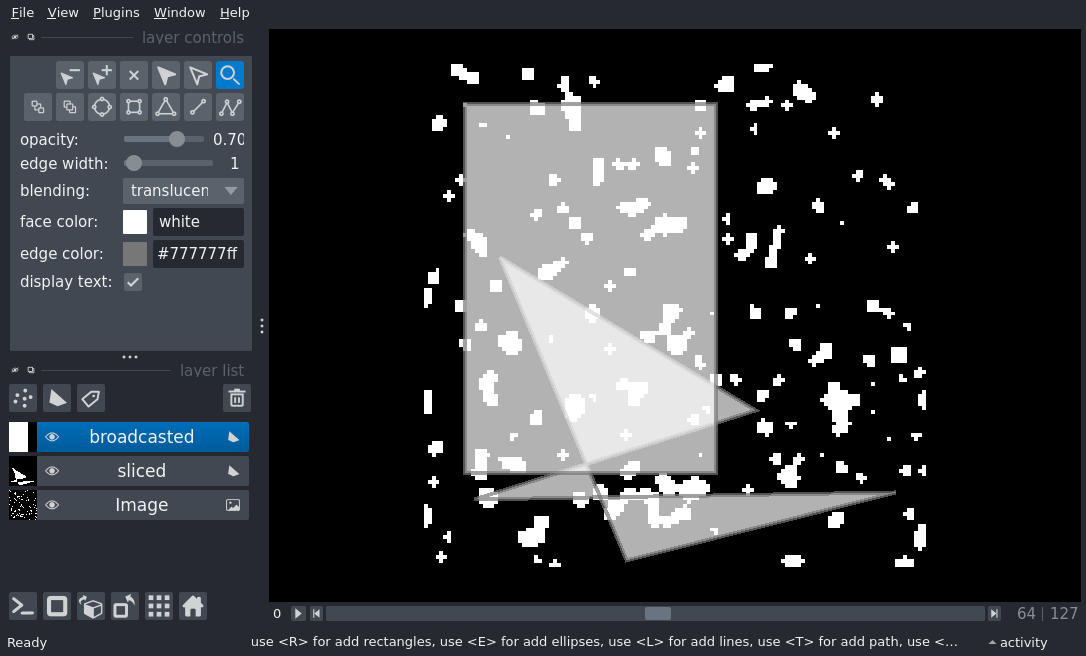 File View Plugins Window Help
layer controls
opacity: 0.70
edge width: 1
blending: translucen
face color: white
edge color: #777777ff
display text:
layer list
broadcasted
sliced
Image
0 64 127
Ready use <R> for add rectangles, use <E> for add ellipses, use <L> for add lines, use <T> for add path, use <... activity